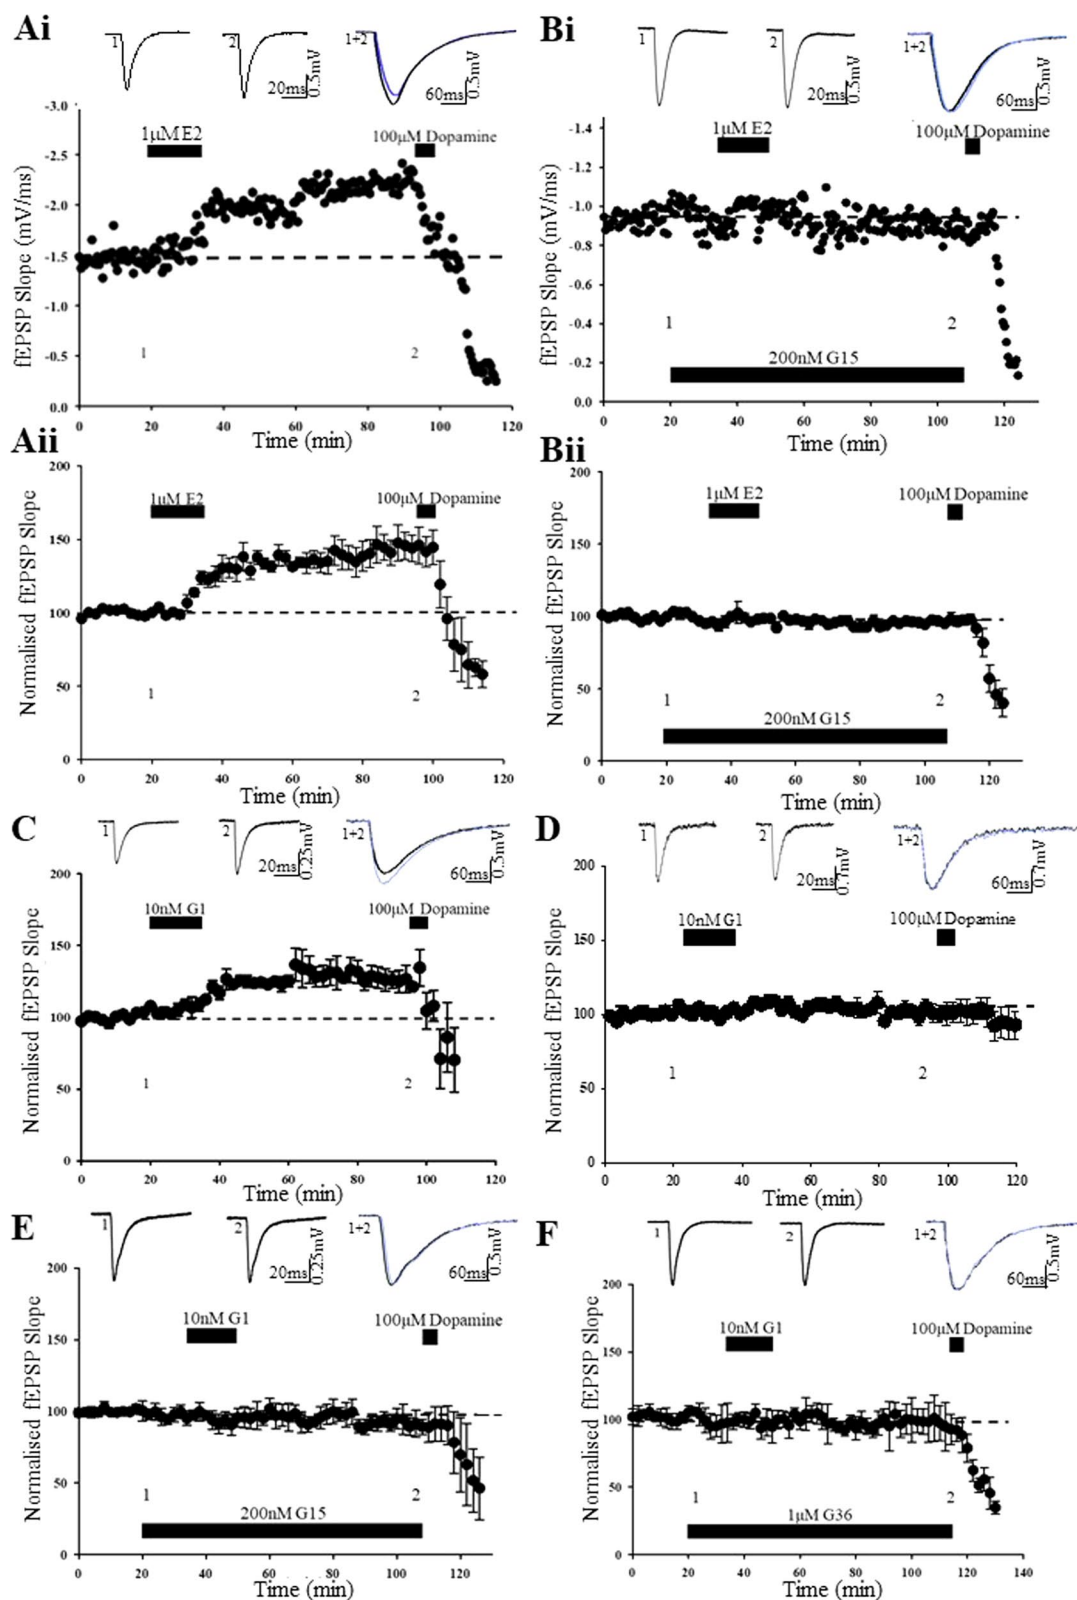 Ai
1
2
1+2
20ms
0.5mV
60ms
0.5mV
1µM E2
100µM Dopamine
fEPSP Slope (mV/ms)
-3.0
-2.5
-2.0
-1.5
-1.0
-0.5
0.0
1
2
0 20 40 60 80 100 120
Time (min)
Bi
1
2
1+2
20ms
0.5mV
60ms
0.5mV
1µM E2
100µM Dopamine
fEPSP Slope (mV/ms)
-1.4
-1.2
-1.0
-0.8
-0.6
-0.4
-0.2
0.0
1
2
200nM G15
0 20 40 60 80 100 120
Time (min)
Aii
1µM E2
100µM Dopamine
Normalised fEPSP Slope
200
150
100
50
0
1
2
0 20 40 60 80 100 120
Time (min)
Bii
1µM E2
100µM Dopamine
Normalised fEPSP Slope
200
150
100
50
0
1
2
200nM G15
0 20 40 60 80 100 120
Time (min)
C
1
2
1+2
20ms
0.25mV
60ms
0.5mV
10nM G1
100µM Dopamine
Normalised fEPSP Slope
200
150
100
50
0
1
2
0 20 40 60 80 100 120
Time (min)
D
1
2
1+2
20ms
0.7mV
60ms
0.7mV
10nM G1
100µM Dopamine
Normalised fEPSP Slope
200
150
100
50
0
1
2
0 20 40 60 80 100 120
Time (min)
E
1
2
1+2
20ms
0.25mV
60ms
0.5mV
10nM G1
100µM Dopamine
Normalised fEPSP Slope
200
150
100
50
0
1
2
200nM G15
0 20 40 60 80 100 120
Time (min)
F
1
2
1+2
60ms
0.5mV
10nM G1
100µM Dopamine
Normalised fEPSP Slope
200
150
100
50
0
1
2
1µM G36
0 20 40 60 80 100 120 140
Time (min)